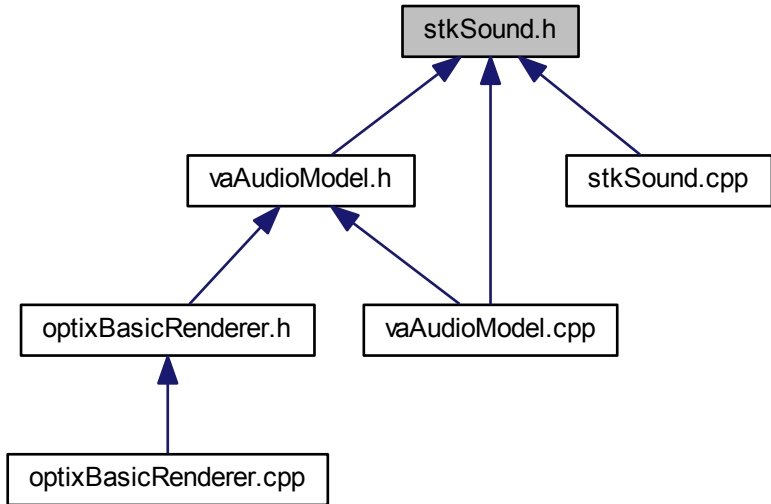 stkSound.h
vaAudioModel.h
stkSound.cpp
optixBasicRenderer.h
vaAudioModel.cpp
optixBasicRenderer.cpp